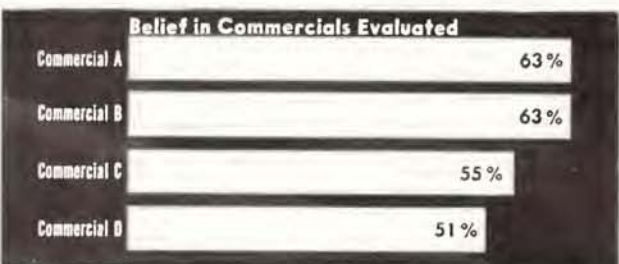 Belief in Commercials Evaluated
Commercial A 63%
Commercial B 63%
Commercial C 55%
Commercial D 51%